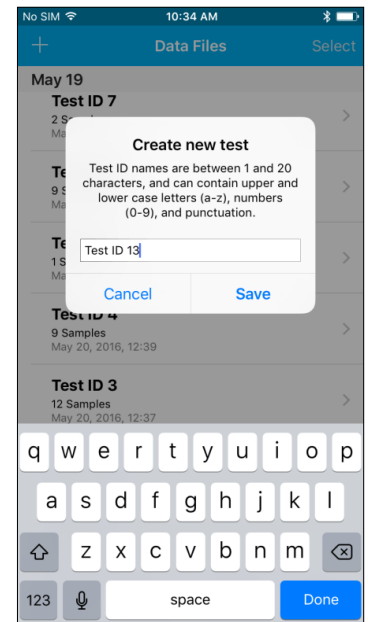 No SIM 10:34 AM
+ Data Files Select
May 19
Test ID 7
2 S
Ma
Create new test
Test ID names are between 1 and 20
characters, and can contain upper and
lower case letters (a-z), numbers
(0-9), and punctuation.
Te
9 S
Ma
Te
1 S
Ma
Test ID 13
Cancel Save
Test ID 4
9 Samples
May 20, 2016, 12:39
Test ID 3
12 Samples
May 20, 2016, 12:37
q w e r t y u i o p
a s d f g h j k l
z x c v b n m
123 space Done